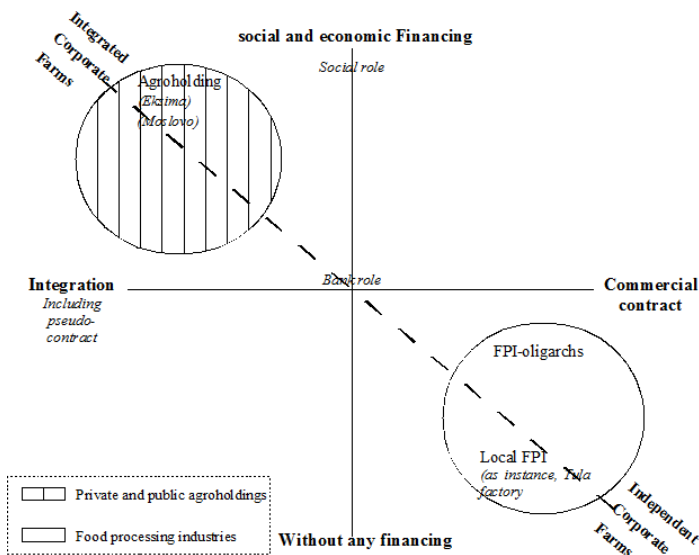 social and economic Financing
Social role
Integrated
Corporate
Farms
Agroholding
(Ekzima)
(Moslovo)
Bank role
Integration
Including
pseudo-
contract
Commercial
contract
FPI-oligarchs
Local FPI
(as instance, Tula
factory
Independent
Corporate
Farms
Private and public agroholdings
Food processing industries
Without any financing